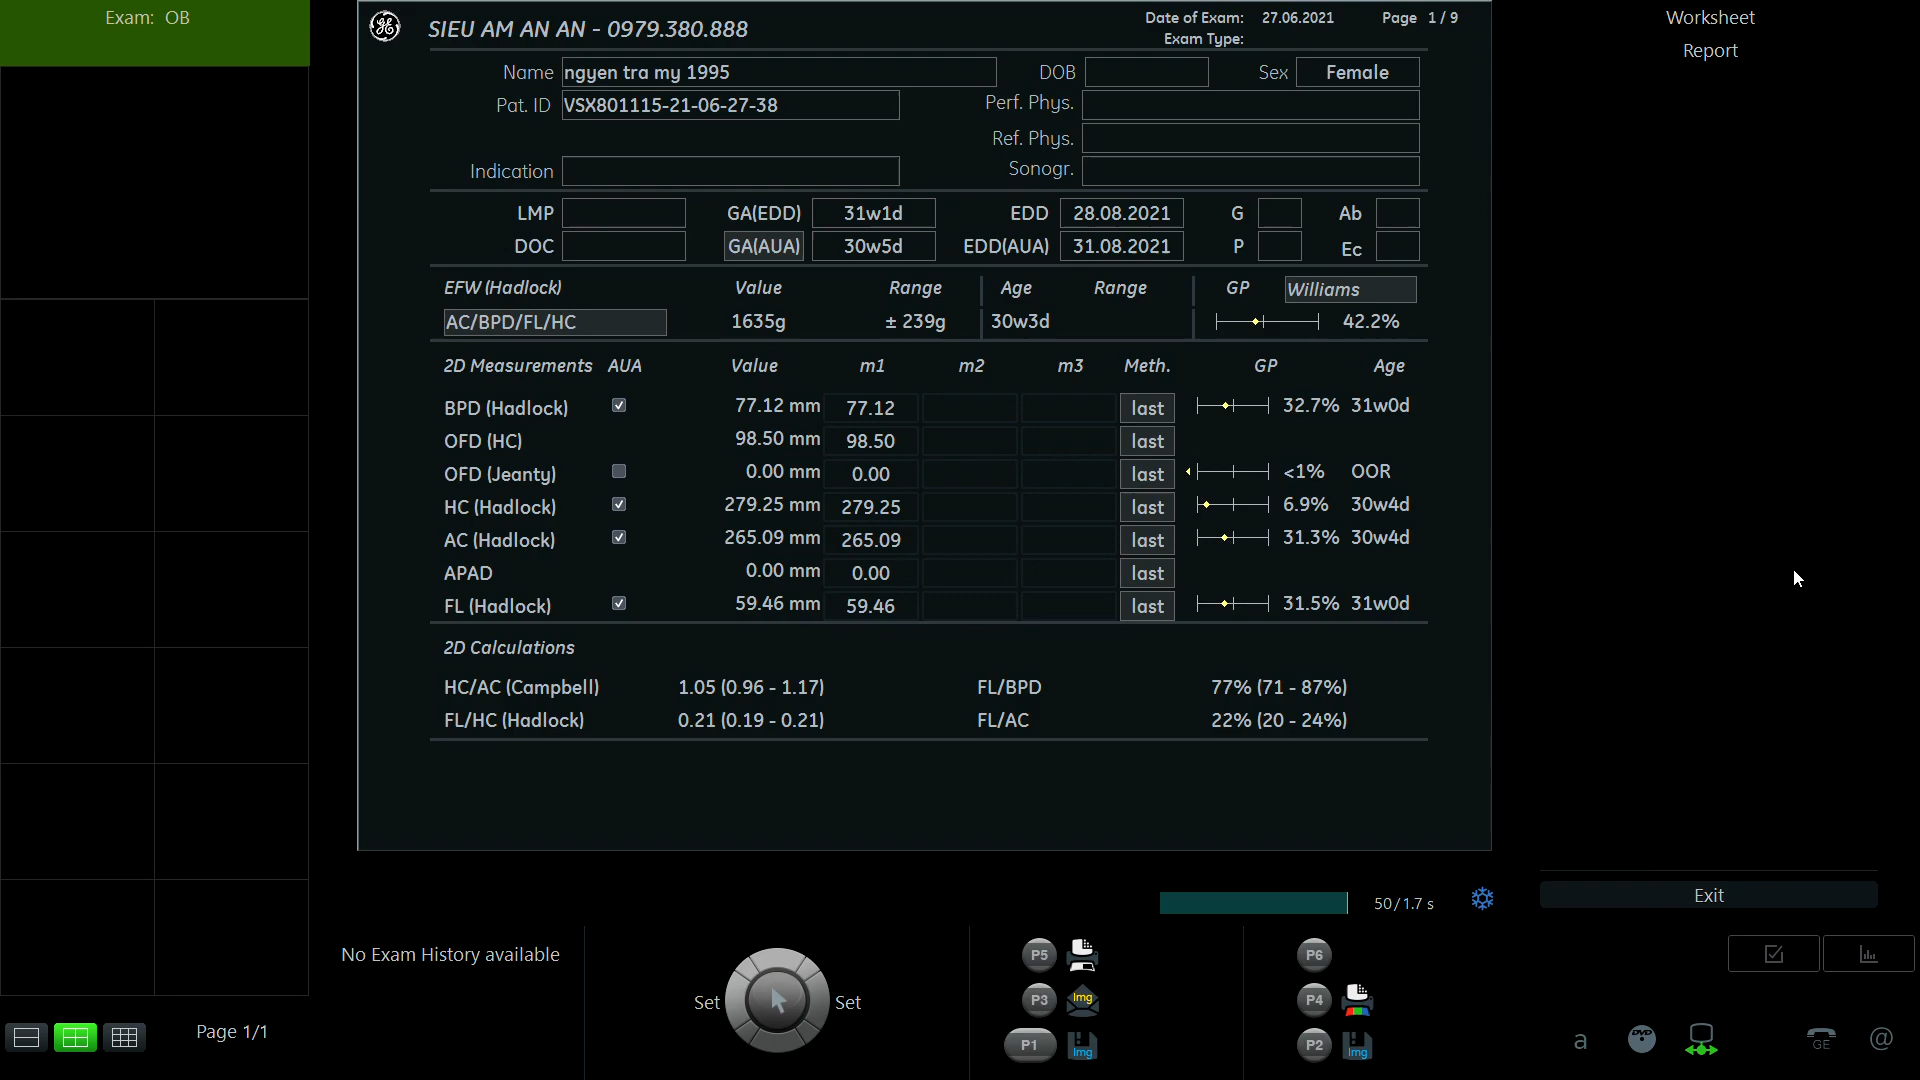 Exam: OB
SIEU AM AN AN - 0979.380.888
Date of Exam: 27.06.2021 Page 1 / 9
Exam Type:
Worksheet
Report
Name ngyen tra my 1995 DOB Sex Female
Pat. ID VSX801115-21-06-27-38 Perf. Phys.
Ref. Phys.
Indication Sonogr.
LMP GA(EDD) 31w1d EDD 28.08.2021 G Ab
DOC GA(AUA) 30w5d EDD(AUA) 31.08.2021 P Ec
EFW (Hadlock) Value Range Age Range GP Williams
AC/BPD/FL/HC 1635g ± 239g 30w3d 42.2%
2D Measurements AUA Value m1 m2 m3 Meth. GP Age
BPD (Hadlock) 77.12 mm 77.12 last 32.7% 31w0d
OFD (HC) 98.50 mm 98.50 last
OFD (Jeanty) 0.00 mm 0.00 last <1% OOR
HC (Hadlock) 279.25 mm 279.25 last 6.9% 30w4d
AC (Hadlock) 265.09 mm 265.09 last 31.3% 30w4d
APAD 0.00 mm 0.00 last
FL (Hadlock) 59.46 mm 59.46 last 31.5% 31w0d
2D Calculations
HC/AC (Campbell) 1.05 (0.96 - 1.17) FL/BPD 77% (71 - 87%)
FL/HC (Hadlock) 0.21 (0.19 - 0.21) FL/AC 22% (20 - 24%)
50 / 1.7 s
Exit
No Exam History available
Set Set
P5 P6
P3 Img P4
P1 Img P2 Img
Page 1/1
a DVD GE @